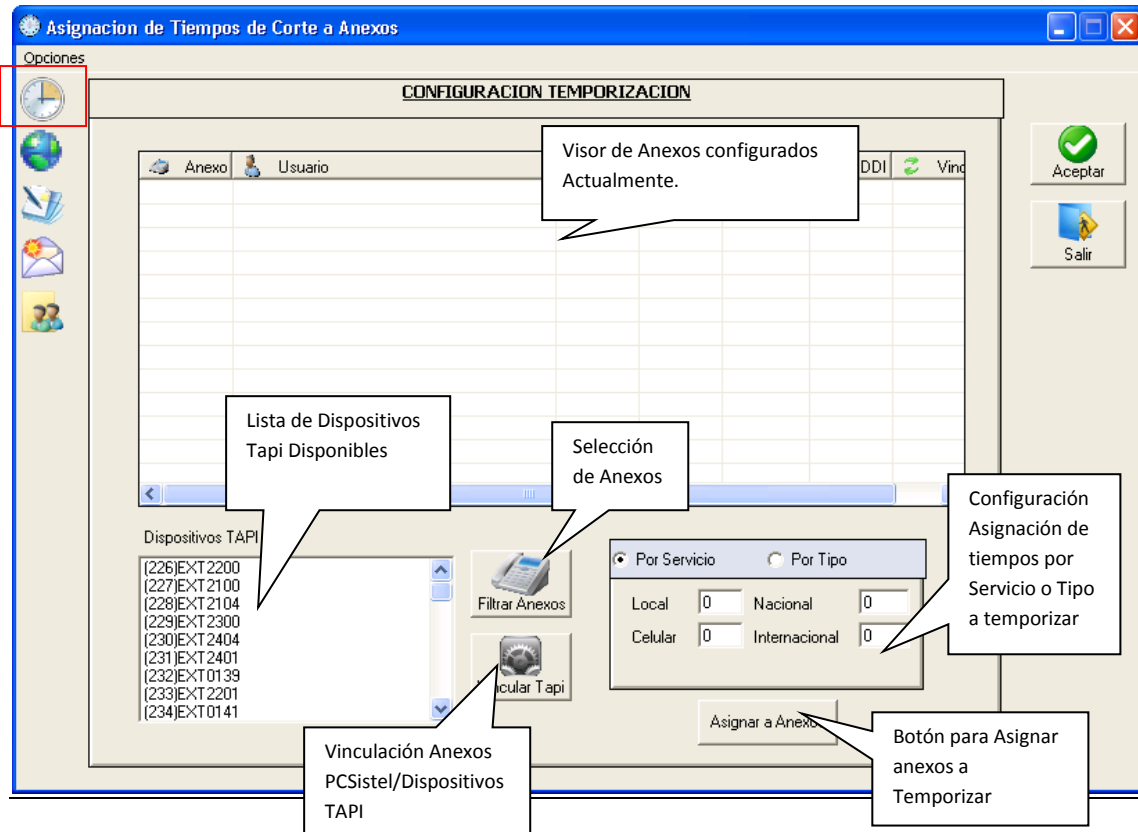 Asignacion de Tiempos de Corte a Anexos
Opciones
CONFIGURACION TEMPORIZACION
Visor de Anexos configurados
Actualmente.
Anexo Usuario DDI
Aceptar
Salir
Lista de Dispositivos
Tapi Disponibles
Selección
de Anexos
Configuración
Asignación de
tiempos por
Servicio o Tipo
a temporizar
Dispositivos TAPI
(226)EXT2200
(227)EXT2100
(228)EXT2104
(229)EXT2300
(230)EXT2404
(231)EXT2401
(232)EXT0139
(233)EXT2201
(234)EXT0141
Filtrar Anexos
Tapi
Por Servicio Por Tipo
Local 0 Nacional 0
Celular 0 Internacional 0
Asignar a
Vinculación Anexos
PCSistel/Dispositivos
TAPI
Botón para Asignar
anexos a
Temporizar